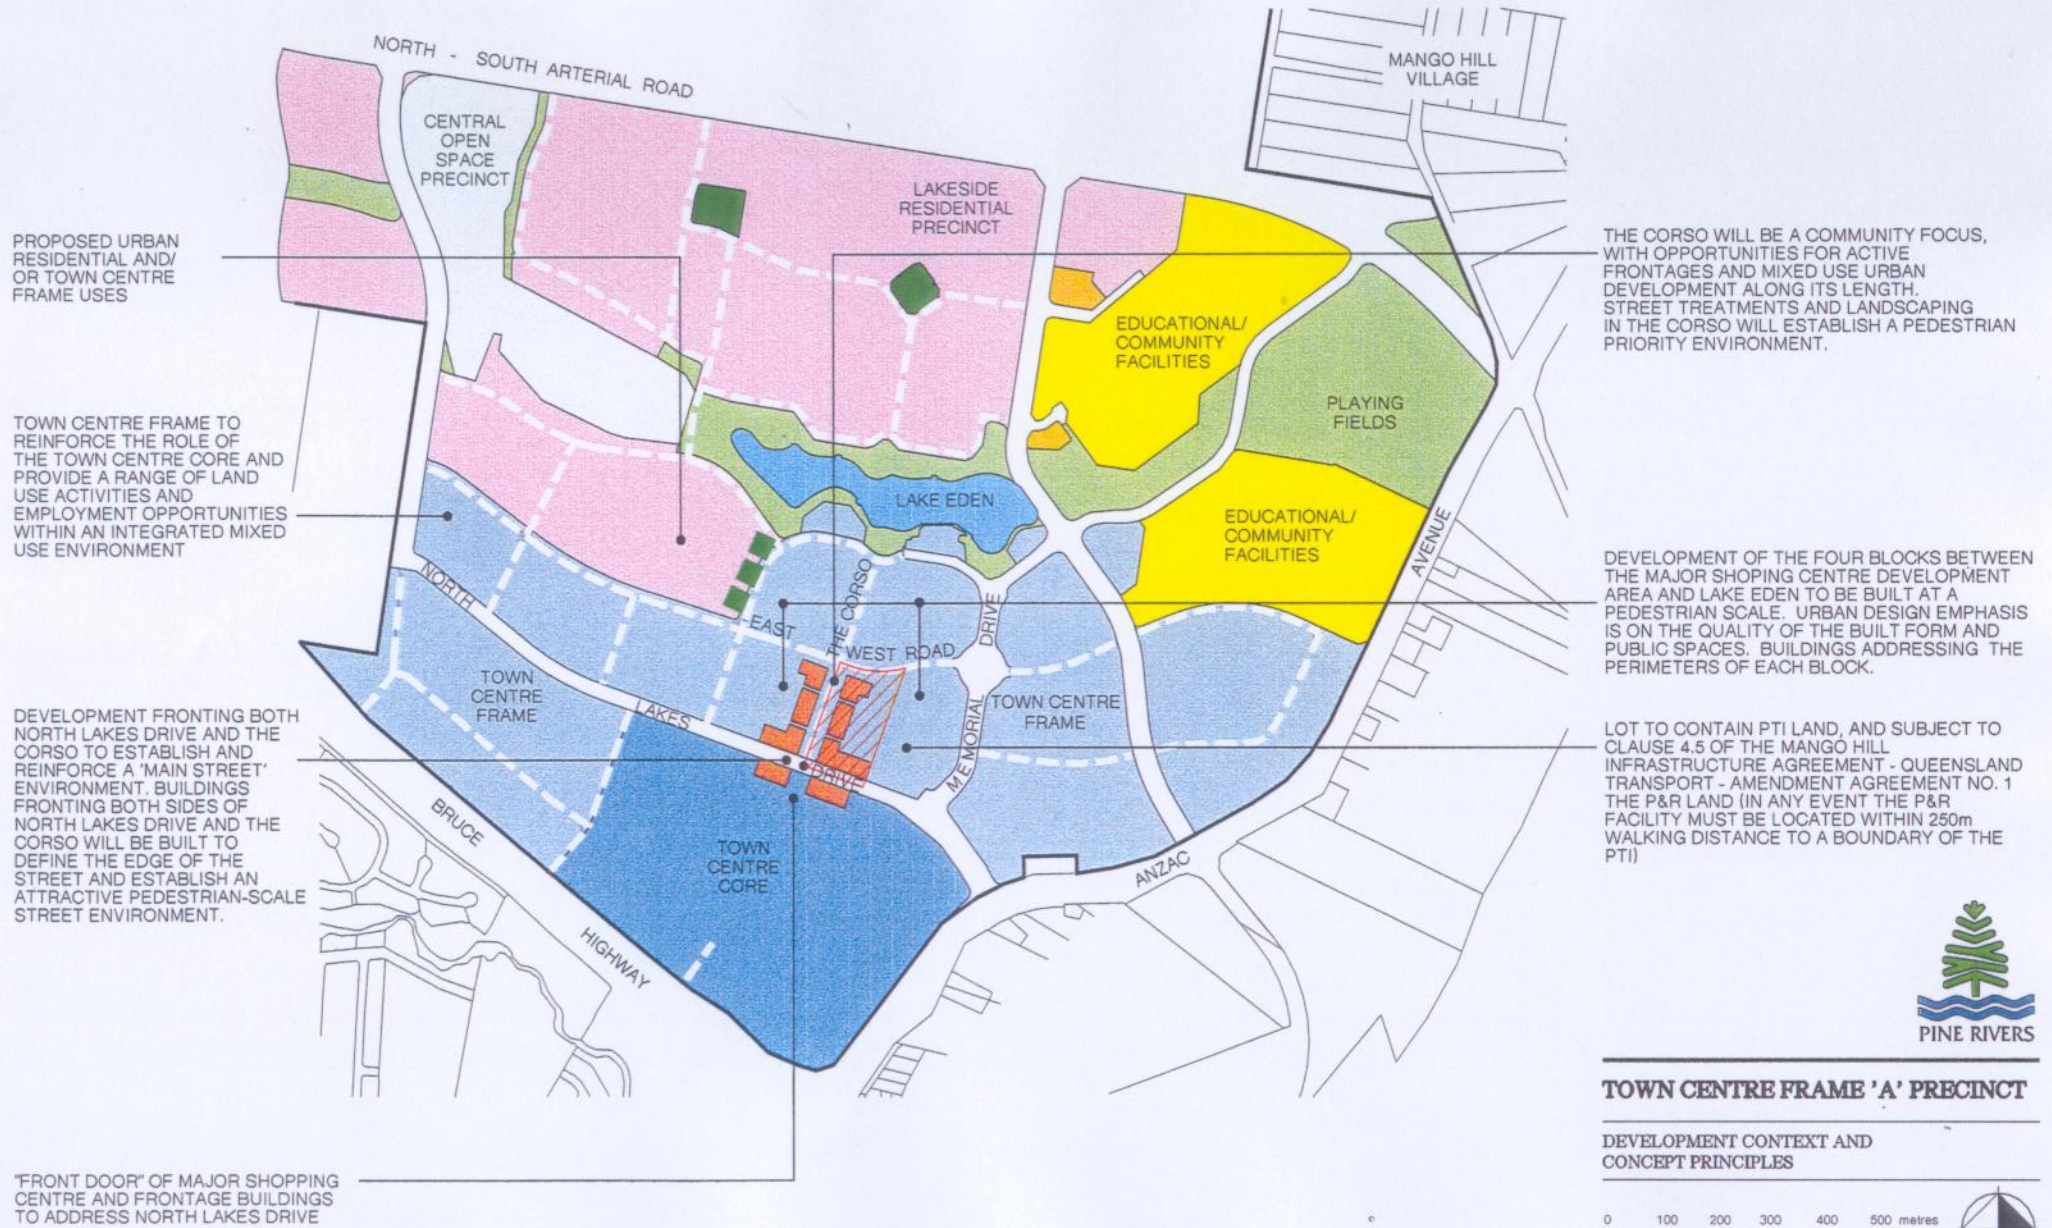 NORTH - SOUTH ARTERIAL ROAD
MANGO HILL
VILLAGE
CENTRAL
OPEN
SPACE
PRECINCT
LAKESIDE
RESIDENTIAL
PRECINCT
PROPOSED URBAN
RESIDENTIAL AND/
OR TOWN CENTRE
FRAME USES
THE CORSO WILL BE A COMMUNITY FOCUS,
WITH OPPORTUNITIES FOR ACTIVE
FRONTAGES AND MIXED USE URBAN
DEVELOPMENT ALONG ITS LENGTH.
STREET TREATMENTS AND LANDSCAPING
IN THE CORSO WILL ESTABLISH A PEDESTRIAN
PRIORITY ENVIRONMENT.
EDUCATIONAL/
COMMUNITY
FACILITIES
PLAYING
FIELDS
TOWN CENTRE FRAME TO
REINFORCE THE ROLE OF
THE TOWN CENTRE CORE AND
PROVIDE A RANGE OF LAND
USE ACTIVITIES AND
EMPLOYMENT OPPORTUNITIES
WITHIN AN INTEGRATED MIXED
USE ENVIRONMENT
LAKE EDEN
EDUCATIONAL/
COMMUNITY
FACILITIES
AVENUE
DEVELOPMENT OF THE FOUR BLOCKS BETWEEN
THE MAJOR SHOPING CENTRE DEVELOPMENT
AREA AND LAKE EDEN TO BE BUILT AT A
PEDESTRIAN SCALE. URBAN DESIGN EMPHASIS
IS ON THE QUALITY OF THE BUILT FORM AND
PUBLIC SPACES. BUILDINGS ADDRESSING THE
PERIMETERS OF EACH BLOCK.
NORTH
EAST
THE CORSO
WEST ROAD
DRIVE
TOWN
CENTRE
FRAME
LAKES
DRIVE
MEMORIAL
TOWN CENTRE
FRAME
DEVELOPMENT FRONTING BOTH
NORTH LAKES DRIVE AND THE
CORSO TO ESTABLISH AND
REINFORCE A 'MAIN STREET'
ENVIRONMENT. BUILDINGS
FRONTING BOTH SIDES OF
NORTH LAKES DRIVE AND THE
CORSO WILL BE BUILT TO
DEFINE THE EDGE OF THE
STREET AND ESTABLISH AN
ATTRACTIVE PEDESTRIAN-SCALE
STREET ENVIRONMENT.
LOT TO CONTAIN PTI LAND, AND SUBJECT TO
CLAUSE 4.5 OF THE MANGO HILL
INFRASTRUCTURE AGREEMENT - QUEENSLAND
TRANSPORT - AMENDMENT AGREEMENT NO. 1
THE P&R LAND (IN ANY EVENT THE P&R
FACILITY MUST BE LOCATED WITHIN 250m
WALKING DISTANCE TO A BOUNDARY OF THE
PTI)
BRUCE
HIGHWAY
TOWN
CENTRE
CORE
ANZAC
PINE RIVERS
TOWN CENTRE FRAME 'A' PRECINCT
DEVELOPMENT CONTEXT AND
CONCEPT PRINCIPLES
"FRONT DOOR" OF MAJOR SHOPPING
CENTRE AND FRONTAGE BUILDINGS
TO ADDRESS NORTH LAKES DRIVE
0 100 200 300 400 500 metres